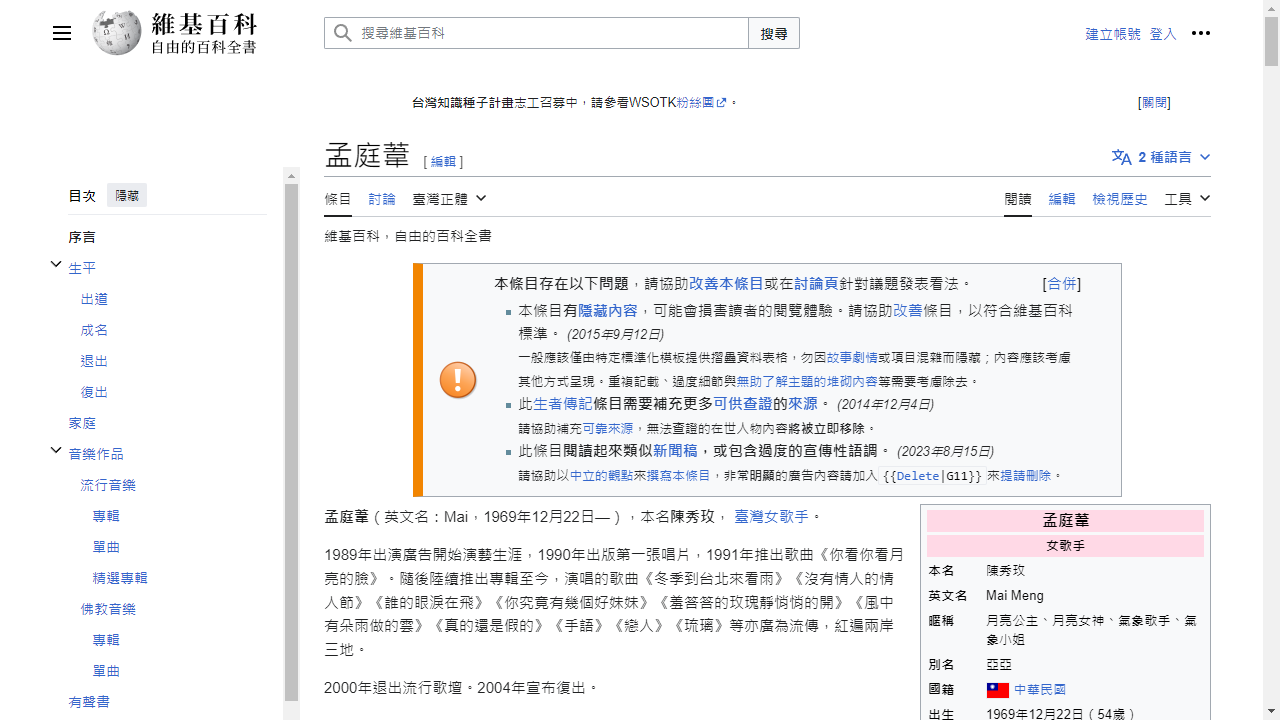 維基百科
自由的百科全書
搜尋維基百科
搜尋
建立帳號 登入
台灣知識種子計畫志工召募中，請參看WSOTK粉絲團。
[關閉]
孟庭葦 [ 編輯 ]
2 種語言
目次 隱藏
序言
生平
出道
成名
退出
復出
家庭
音樂作品
流行音樂
專輯
單曲
精選專輯
佛教音樂
專輯
單曲
有聲書
條目 討論 臺灣正體
閱讀 編輯 檢視歷史 工具
維基百科，自由的百科全書
本條目存在以下問題，請協助改善本條目或在討論頁針對議題發表看法。
[合併]
本條目有隱藏內容，可能會損害讀者的閱覽體驗。請協助改善條目，以符合維基百科
標準。 (2015年9月12日)
一般應該僅由特定標準化模板提供摺疊資料表格，勿因故事劇情或項目混雜而隱藏；內容應該考慮
其他方式呈現。重複記載、過度細節與無助了解主題的堆砌內容等需要考慮除去。
此生者傳記條目需要補充更多可供查證的來源。 (2014年12月4日)
請協助補充可靠來源，無法查證的在世人物內容將被立即移除。
此條目閱讀起來類似新聞稿，或包含過度的宣傳性語調。 (2023年8月15日)
請協助以中立的觀點來撰寫本條目，非常明顯的廣告內容請加入 {{Delete|G11}} 來提請刪除。
孟庭葦（英文名：Mai，1969年12月22日—），本名陳秀玫， 臺灣女歌手。
1989年出演廣告開始演藝生涯，1990年出版第一張唱片，1991年推出歌曲《你看你看月
亮的臉》。隨後陸續推出專輯至今，演唱的歌曲《冬季到台北來看雨》《沒有情人的情
人節》《誰的眼淚在飛》《你究竟有幾個好妹妹》《羞答答的玫瑰靜悄悄的開》《風中
有朵雨做的雲》《真的還是假的》《手語》《戀人》《琉璃》等亦廣為流傳，紅遍兩岸
三地。
2000年退出流行歌壇。2004年宣布復出。
孟庭葦
女歌手
本名 陳秀玫
英文名 Mai Meng
暱稱 月亮公主、月亮女神、氣象歌手、氣
象小姐
別名 亞亞
國籍 中華民國
出生 1969年12月22日（54歲）